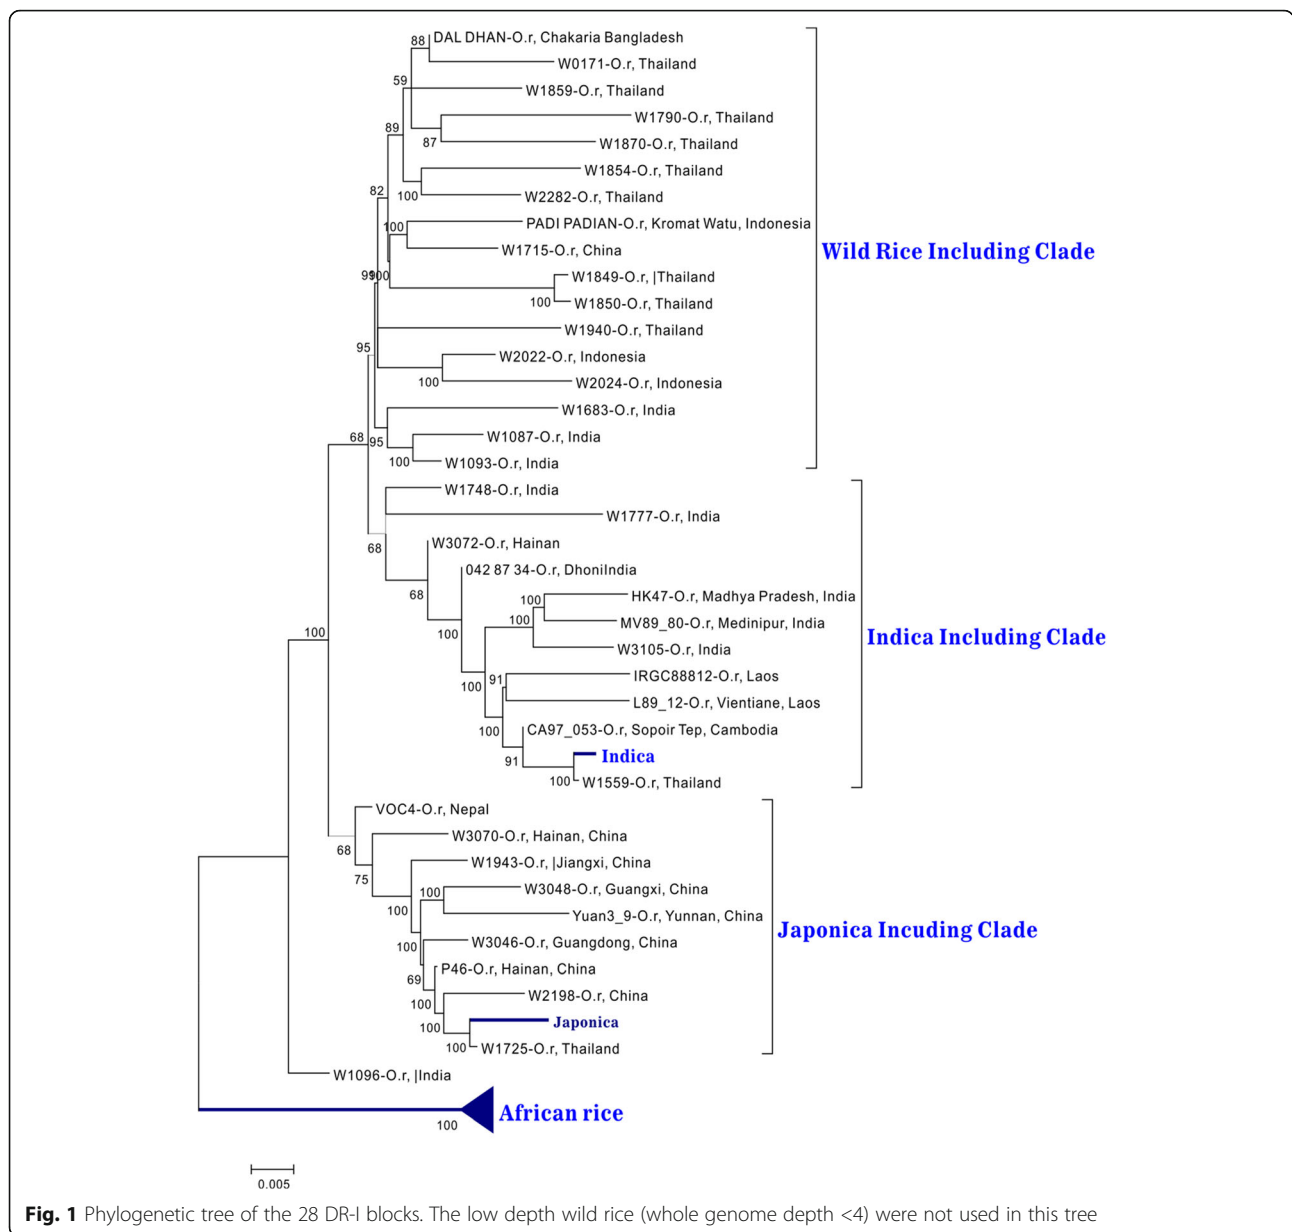 88
DAL DHAN-O.r, Chakaria Bangladesh
W0171-O.r, Thailand
59
W1859-O.r, Thailand
W1790-O.r, Thailand
89
87
W1870-O.r, Thailand
W1854-O.r, Thailand
82
100
W2282-O.r, Thailand
100
PADI PADIAN-O.r, Kromat Watu, Indonesia
W1715-O.r, China
Wild Rice Including Clade
99
100
W1849-O.r, |Thailand
100
W1850-O.r, Thailand
W1940-O.r, Thailand
95
W2022-O.r, Indonesia
100
W2024-O.r, Indonesia
W1683-O.r, India
68
95
W1087-O.r, India
100
W1093-O.r, India
W1748-O.r, India
W1777-O.r, India
68
W3072-O.r, Hainan
042 87 34-O.r, DhoniIndia
68
100
HK47-O.r, Madhya Pradesh, India
100
MV89_80-O.r, Medinipur, India
100
100
Indica Including Clade
W3105-O.r, India
91
IRGC88812-O.r, Laos
100
L89_12-O.r, Vientiane, Laos
100
CA97_053-O.r, Sopoir Tep, Cambodia
91
Indica
100
W1559-O.r, Thailand
VOC4-O.r, Nepal
68
W3070-O.r, Hainan, China
W1943-O.r, |Jiangxi, China
75
100
W3048-O.r, Guangxi, China
100
Yuan3_9-O.r, Yunnan, China
Japonica Incuding Clade
100
W3046-O.r, Guangdong, China
P46-O.r, Hainan, China
69
W2198-O.r, China
100
Japonica
100
100
W1725-O.r, Thailand
W1096-O.r, |India
African rice
100
0.005
Fig. 1 Phylogenetic tree of the 28 DR-I blocks. The low depth wild rice (whole genome depth <4) were not used in this tree